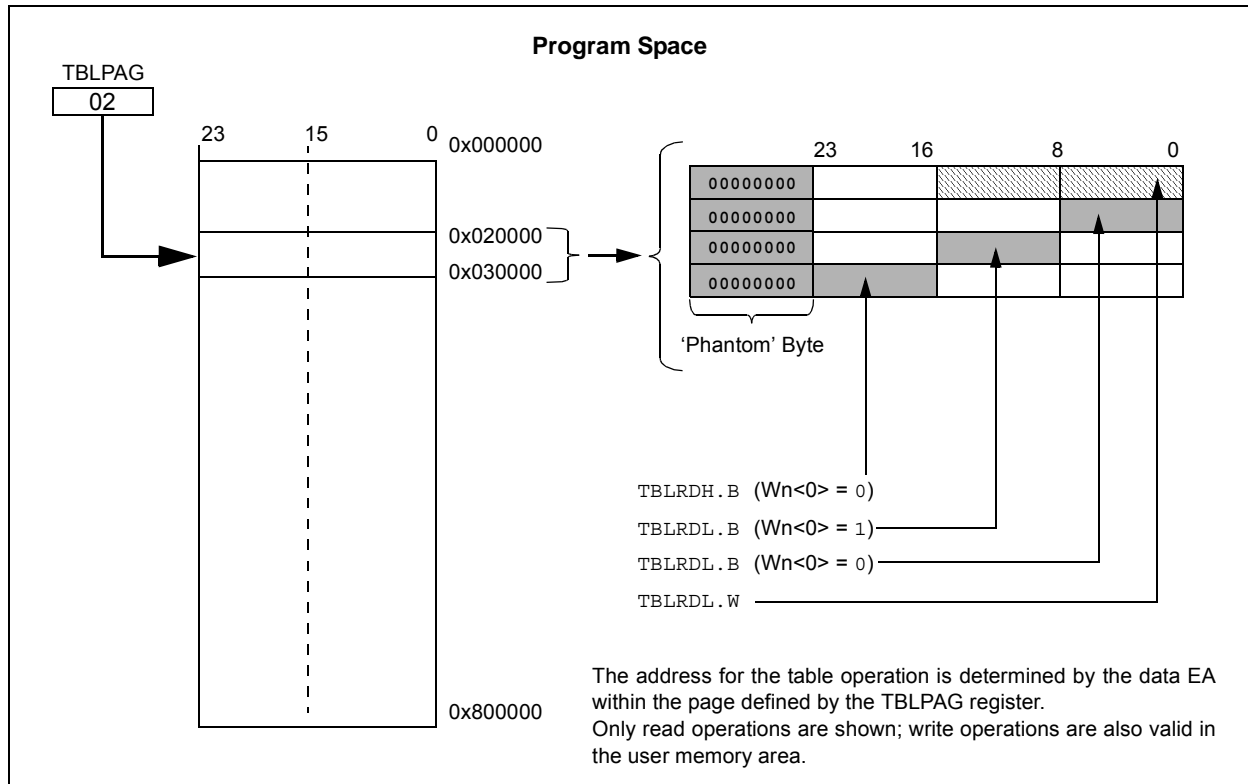 Program Space
TBLPAG
02
23 15 0
0x000000
0x020000
0x030000
0x800000
23 16 8 0
00000000
00000000
00000000
00000000
‘Phantom’ Byte
TBLRDH.B (Wn<0> = 0)
TBLRDL.B (Wn<0> = 1)
TBLRDL.B (Wn<0> = 0)
TBLRDL.W
The address for the table operation is determined by the data EA
within the page defined by the TBLPAG register.
Only read operations are shown; write operations are also valid in
the user memory area.